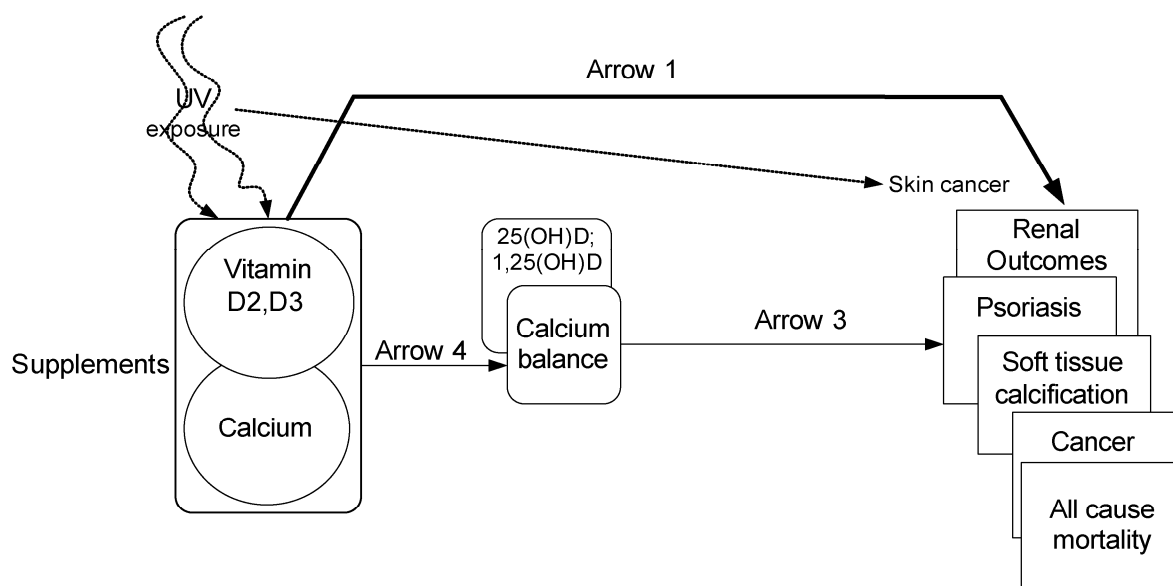 Arrow 1
UV
exposure
Skin cancer
25(OH)D;
1,25(OH)D
Renal
Outcomes
Vitamin
D2,D3
Psoriasis
Arrow 3
Calcium
balance
Arrow 4
Supplements
Soft tissue
calcification
Calcium
Cancer
All cause
mortality